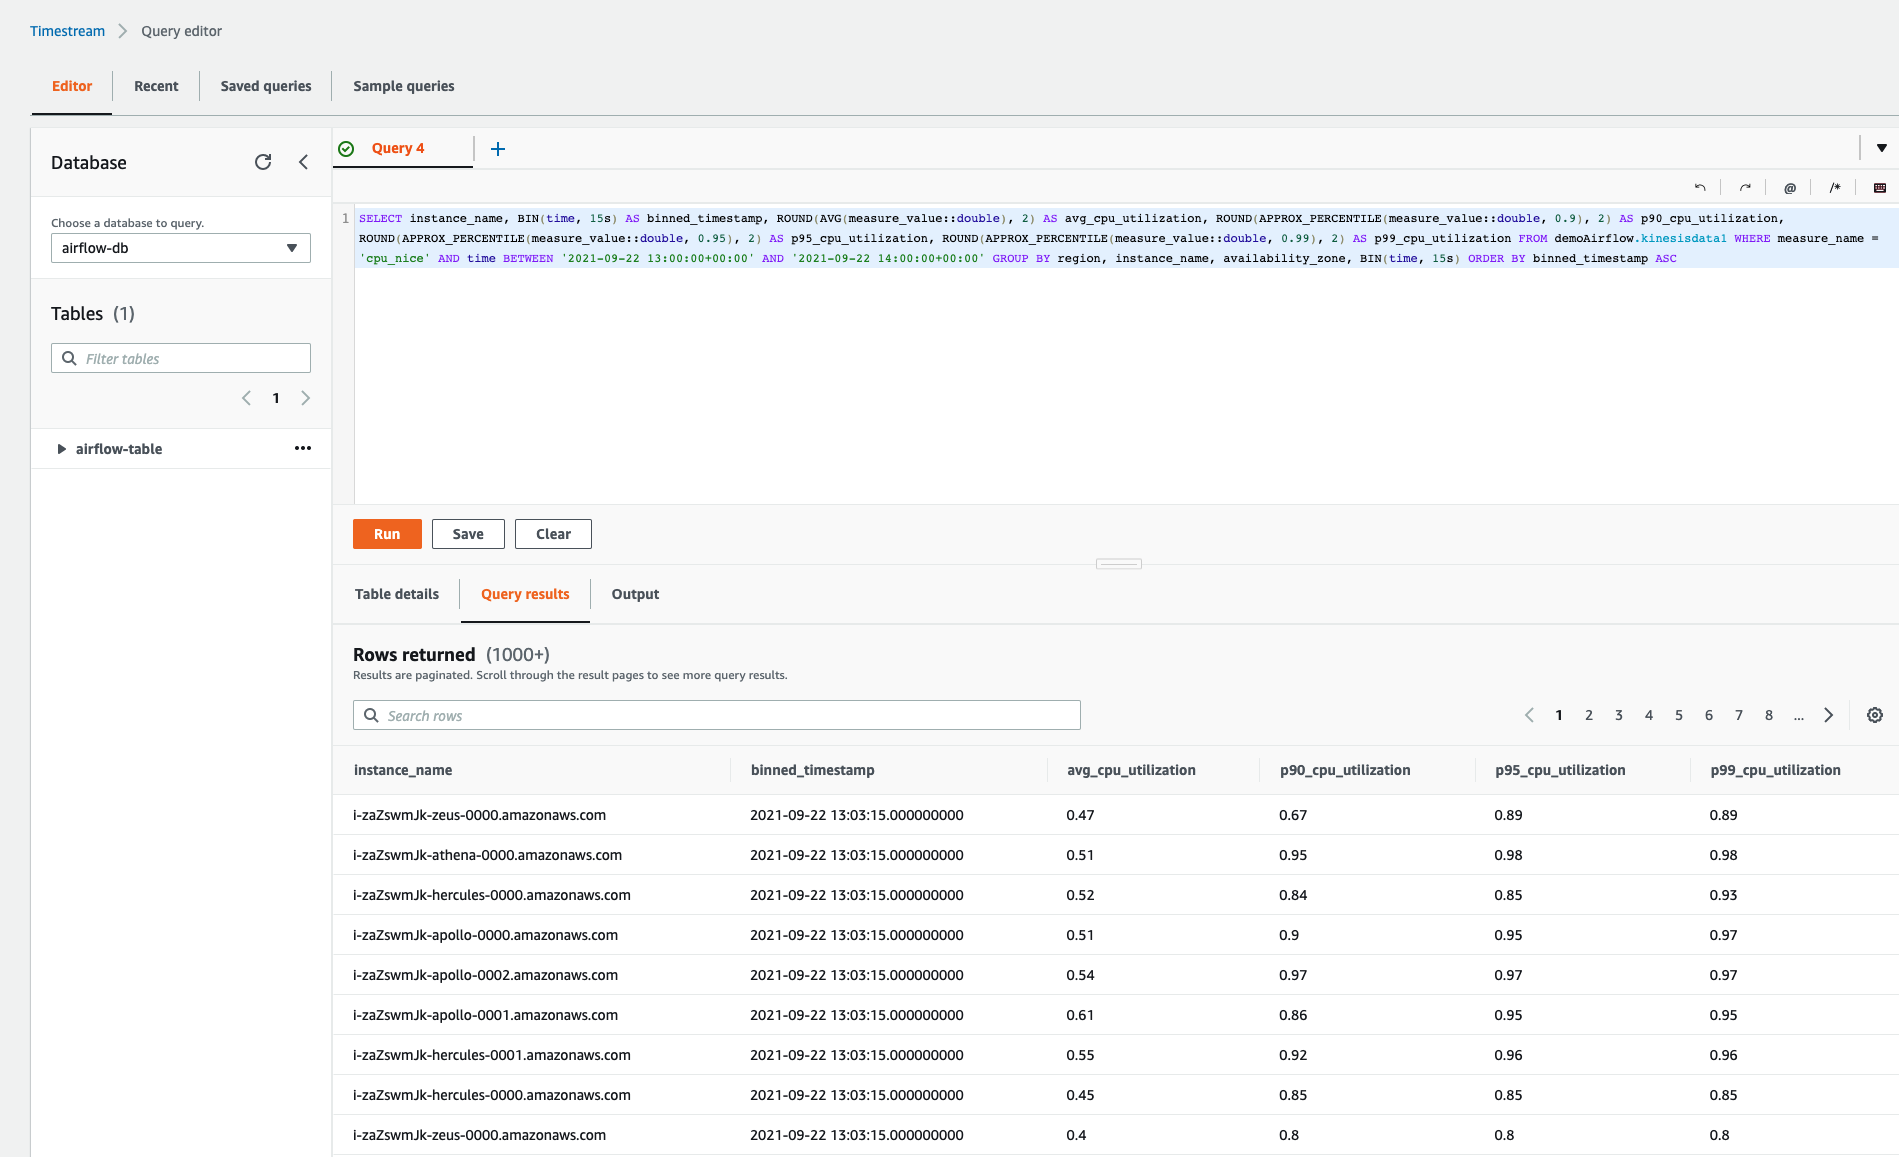 Timestream > Query editor
Editor Recent Saved queries Sample queries
Database
Choose a database to query.
airflow-db
Tables (1)
Filter tables
1
airflow-table
Query 4
@ /*
1
SELECT instance_name, BIN(time, 15s) AS binned_timestamp, ROUND(AVG(measure_value::double), 2) AS avg_cpu_utilization, ROUND(APPROX_PERCENTILE(measure_value::double, 0.9), 2) AS p90_cpu_utilization,
ROUND(APPROX_PERCENTILE(measure_value::double, 0.95), 2) AS p95_cpu_utilization, ROUND(APPROX_PERCENTILE(measure_value::double, 0.99), 2) AS p99_cpu_utilization FROM demoAirflow.kinesisdata1 WHERE measure_name =
'cpu_nice' AND time BETWEEN '2021-09-22 13:00:00+00:00' AND '2021-09-22 14:00:00+00:00' GROUP BY region, instance_name, availability_zone, BIN(time, 15s) ORDER BY binned_timestamp ASC
Run Save Clear
Table details Query results Output
Rows returned (1000+)
Results are paginated. Scroll through the result pages to see more query results.
Search rows
1 2 3 4 5 6 7 8 ...
instance_name binned_timestamp avg_cpu_utilization p90_cpu_utilization p95_cpu_utilization p99_cpu_utilization
i-zaZswmJk-zeus-0000.amazonaws.com 2021-09-22 13:03:15.000000000 0.47 0.67 0.89 0.89
i-zaZswmJk-athena-0000.amazonaws.com 2021-09-22 13:03:15.000000000 0.51 0.95 0.98 0.98
i-zaZswmJk-hercules-0000.amazonaws.com 2021-09-22 13:03:15.000000000 0.52 0.84 0.85 0.93
i-zaZswmJk-apollo-0000.amazonaws.com 2021-09-22 13:03:15.000000000 0.51 0.9 0.95 0.97
i-zaZswmJk-apollo-0002.amazonaws.com 2021-09-22 13:03:15.000000000 0.54 0.97 0.97 0.97
i-zaZswmJk-apollo-0001.amazonaws.com 2021-09-22 13:03:15.000000000 0.61 0.86 0.95 0.95
i-zaZswmJk-hercules-0001.amazonaws.com 2021-09-22 13:03:15.000000000 0.55 0.92 0.96 0.96
i-zaZswmJk-hercules-0000.amazonaws.com 2021-09-22 13:03:15.000000000 0.45 0.85 0.85 0.85
i-zaZswmJk-zeus-0000.amazonaws.com 2021-09-22 13:03:15.000000000 0.4 0.8 0.8 0.8